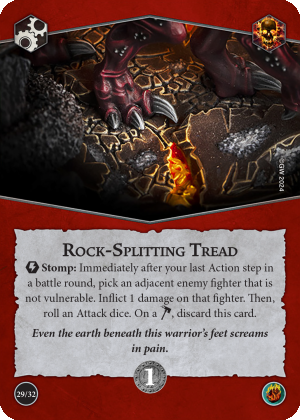 ©GW 2024
ROCK-SPLITTING TREAD
Stomp: Immediately after your last Action step in
a battle round, pick an adjacent enemy fighter that is
not vulnerable. Inflict 1 damage on that fighter. Then,
roll an Attack dice. On a , discard this card.
Even the earth beneath this warrior's feet screams
in pain.
29/32
1